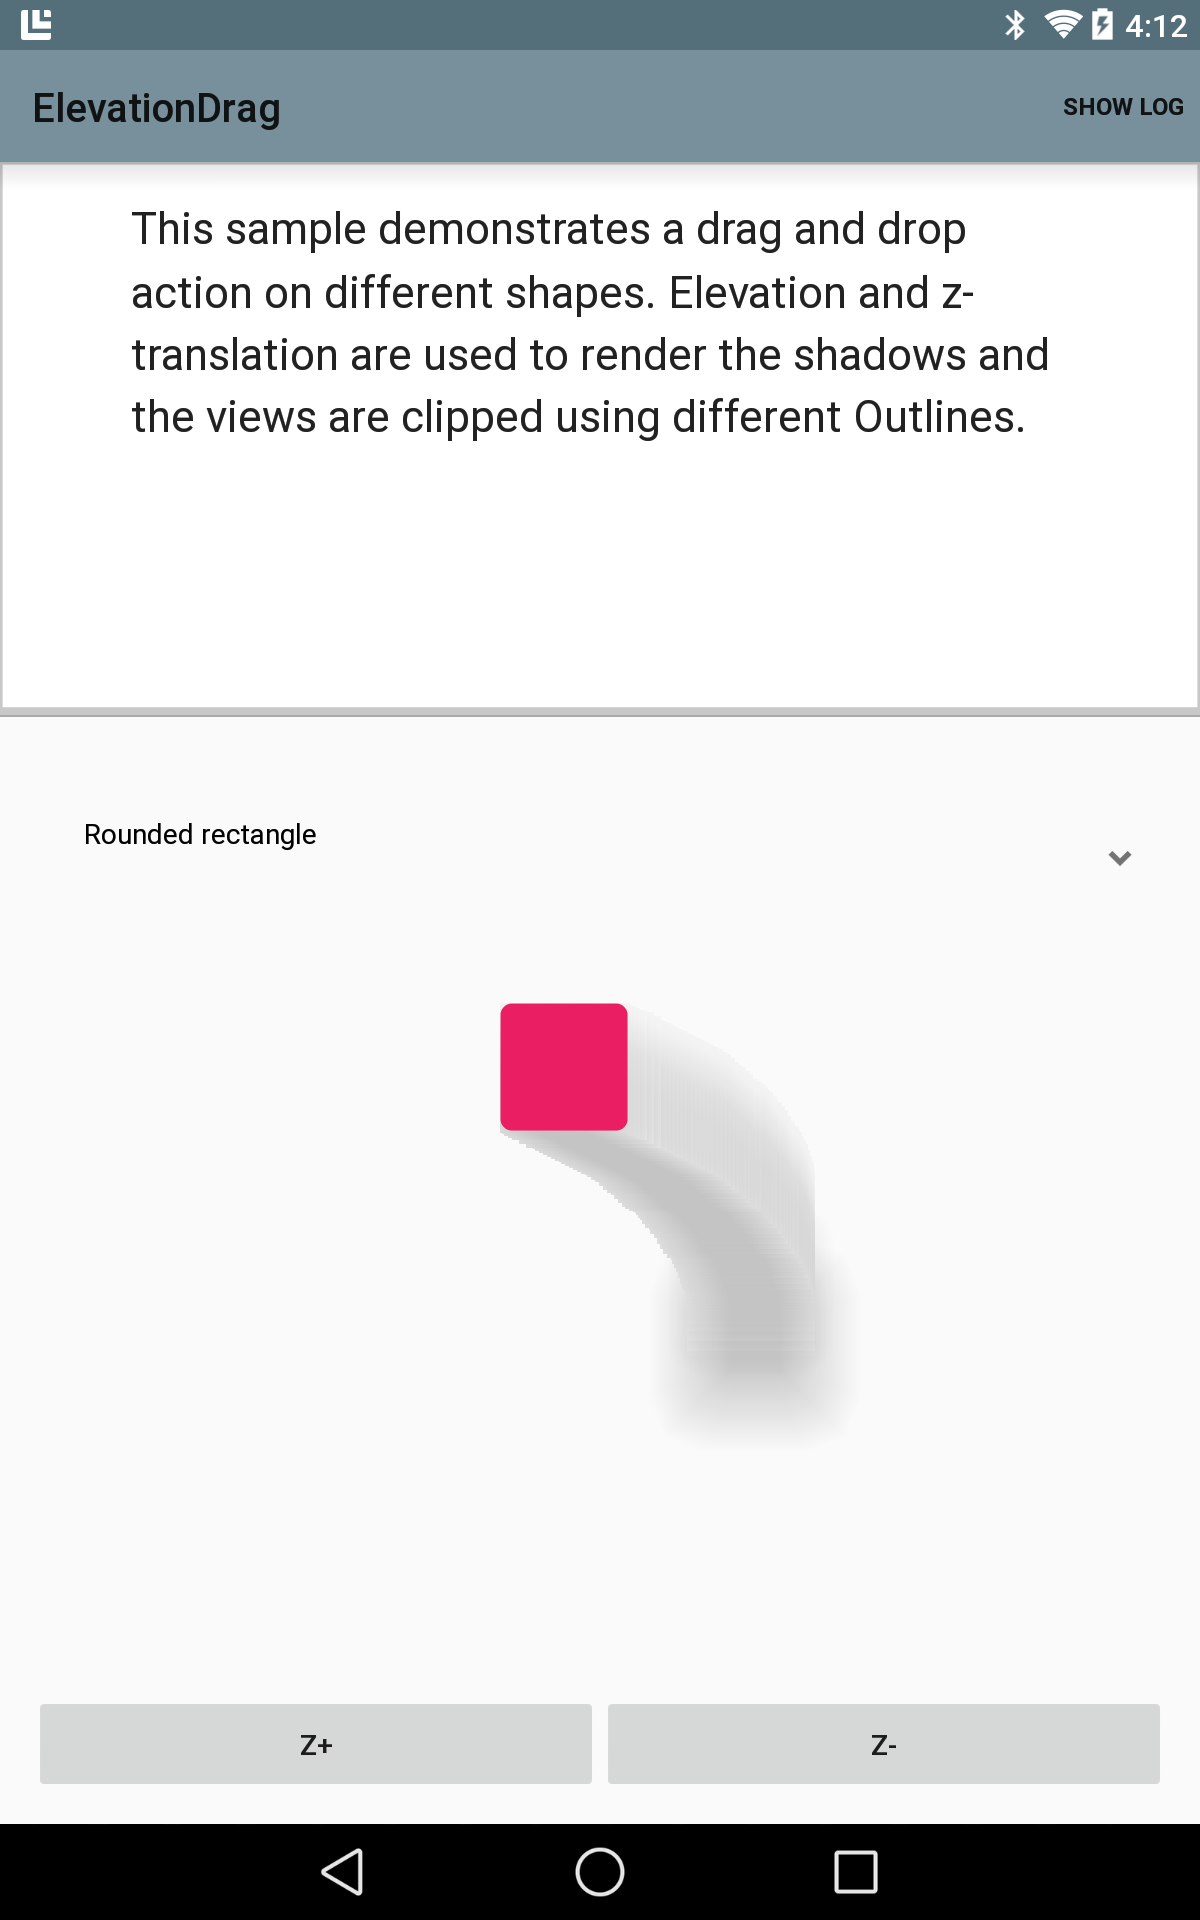 4:12
ElevationDrag
SHOW LOG
This sample demonstrates a drag and drop
action on different shapes. Elevation and z-
translation are used to render the shadows and
the views are clipped using different Outlines.
Rounded rectangle
Z+
Z-